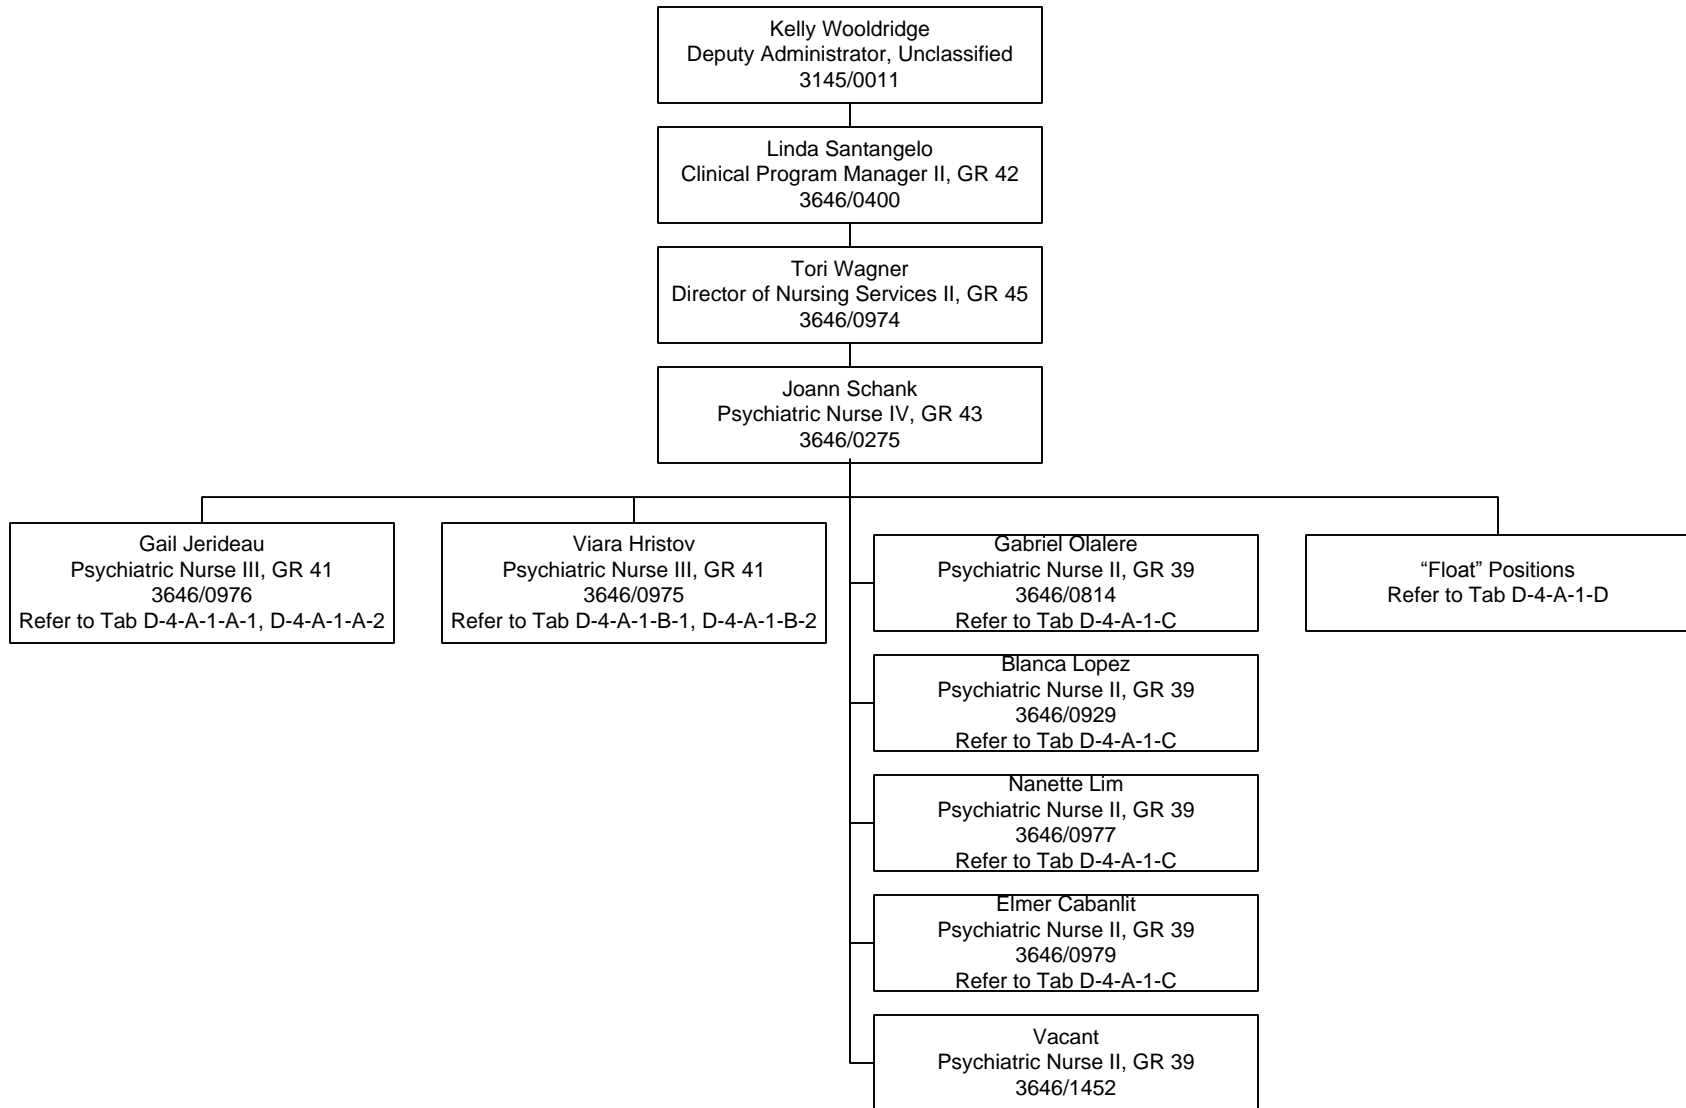 Kelly Wooldridge
Deputy Administrator, Unclassified
3145/0011
Linda Santangelo
Clinical Program Manager II, GR 42
3646/0400
Tori Wagner
Director of Nursing Services II, GR 45
3646/0974
Joann Schank
Psychiatric Nurse IV, GR 43
3646/0275
Gail Jerideau
Psychiatric Nurse III, GR 41
3646/0976
Refer to Tab D-4-A-1-A-1, D-4-A-1-A-2
Viara Hristov
Psychiatric Nurse III, GR 41
3646/0975
Refer to Tab D-4-A-1-B-1, D-4-A-1-B-2
Gabriel Olalere
Psychiatric Nurse II, GR 39
3646/0814
Refer to Tab D-4-A-1-C
“Float” Positions
Refer to Tab D-4-A-1-D
Blanca Lopez
Psychiatric Nurse II, GR 39
3646/0929
Refer to Tab D-4-A-1-C
Nanette Lim
Psychiatric Nurse II, GR 39
3646/0977
Refer to Tab D-4-A-1-C
Elmer Cabanlit
Psychiatric Nurse II, GR 39
3646/0979
Refer to Tab D-4-A-1-C
Vacant
Psychiatric Nurse II, GR 39
3646/1452